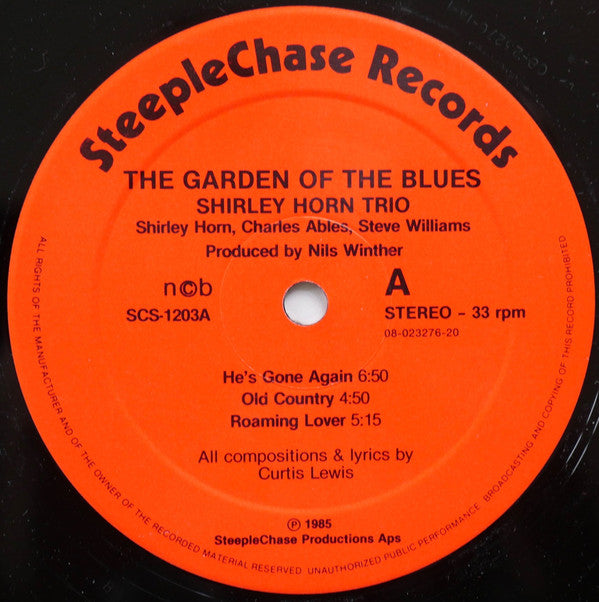 SteepleChase Records
THE GARDEN OF THE BLUES
SHIRLEY HORN TRIO
Shirley Horn, Charles Ables, Steve Williams
Produced by Nils Winther
n©b
A
SCS-1203A
STEREO - 33 rpm
08-023276-20
He's Gone Again 6:50
Old Country 4:50
Roaming Lover 5:15
All compositions & lyrics by
Curtis Lewis
℗ 1985
SteepleChase Productions Aps
ALL RIGHTS OF THE MANUFACTURER AND OF THE OWNER OF THE RECORDED MATERIAL RESERVED. UNAUTHORIZED PUBLIC PERFORMANCE BROADCASTING AND COPYING OF THIS RECORD PROHIBITED